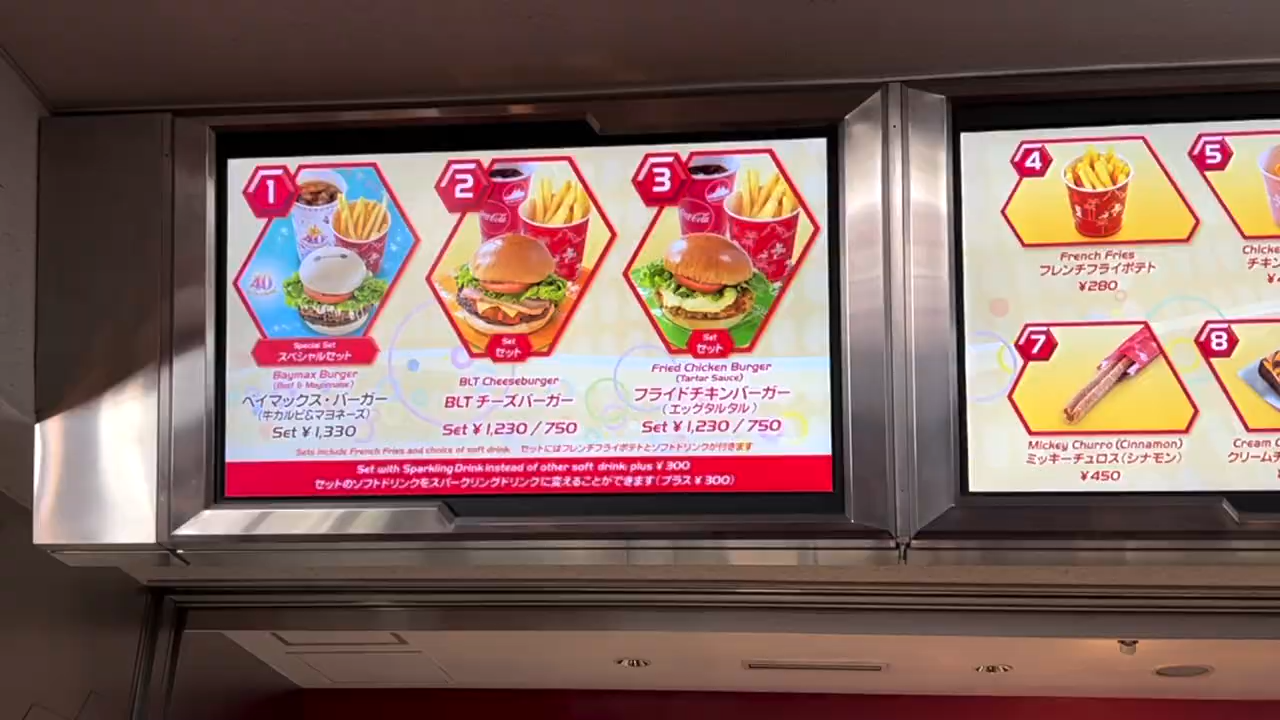 1
40
Special Set
スペシャルセット
Baymax Burger
(Beef & Mayonnaise)
ベイマックス・バーガー
(牛カルビ&マヨネーズ)
Set ¥1,330
2
Coca-Cola
Set
セット
BLT Cheeseburger
BLT チーズバーガー
Set ¥1,230 / 750
3
Coca-Cola
Set
セット
Fried Chicken Burger
(Tartar Sauce)
フライドチキンバーガー
(エッグタルタル)
Set ¥1,230 / 750
Sets include French Fries and choice of soft drink. セットにはフレンチフライポテトとソフトドリンクが付きます
Set with Sparkling Drink instead of other soft drink; plus ¥300
セットのソフトドリンクをスパークリングドリンクに変えることができます(プラス¥300)
4
French Fries
フレンチフライポテト
¥280
5
7
Mickey Churro (Cinnamon)
ミッキーチュロス(シナモン)
¥450
8
Cream